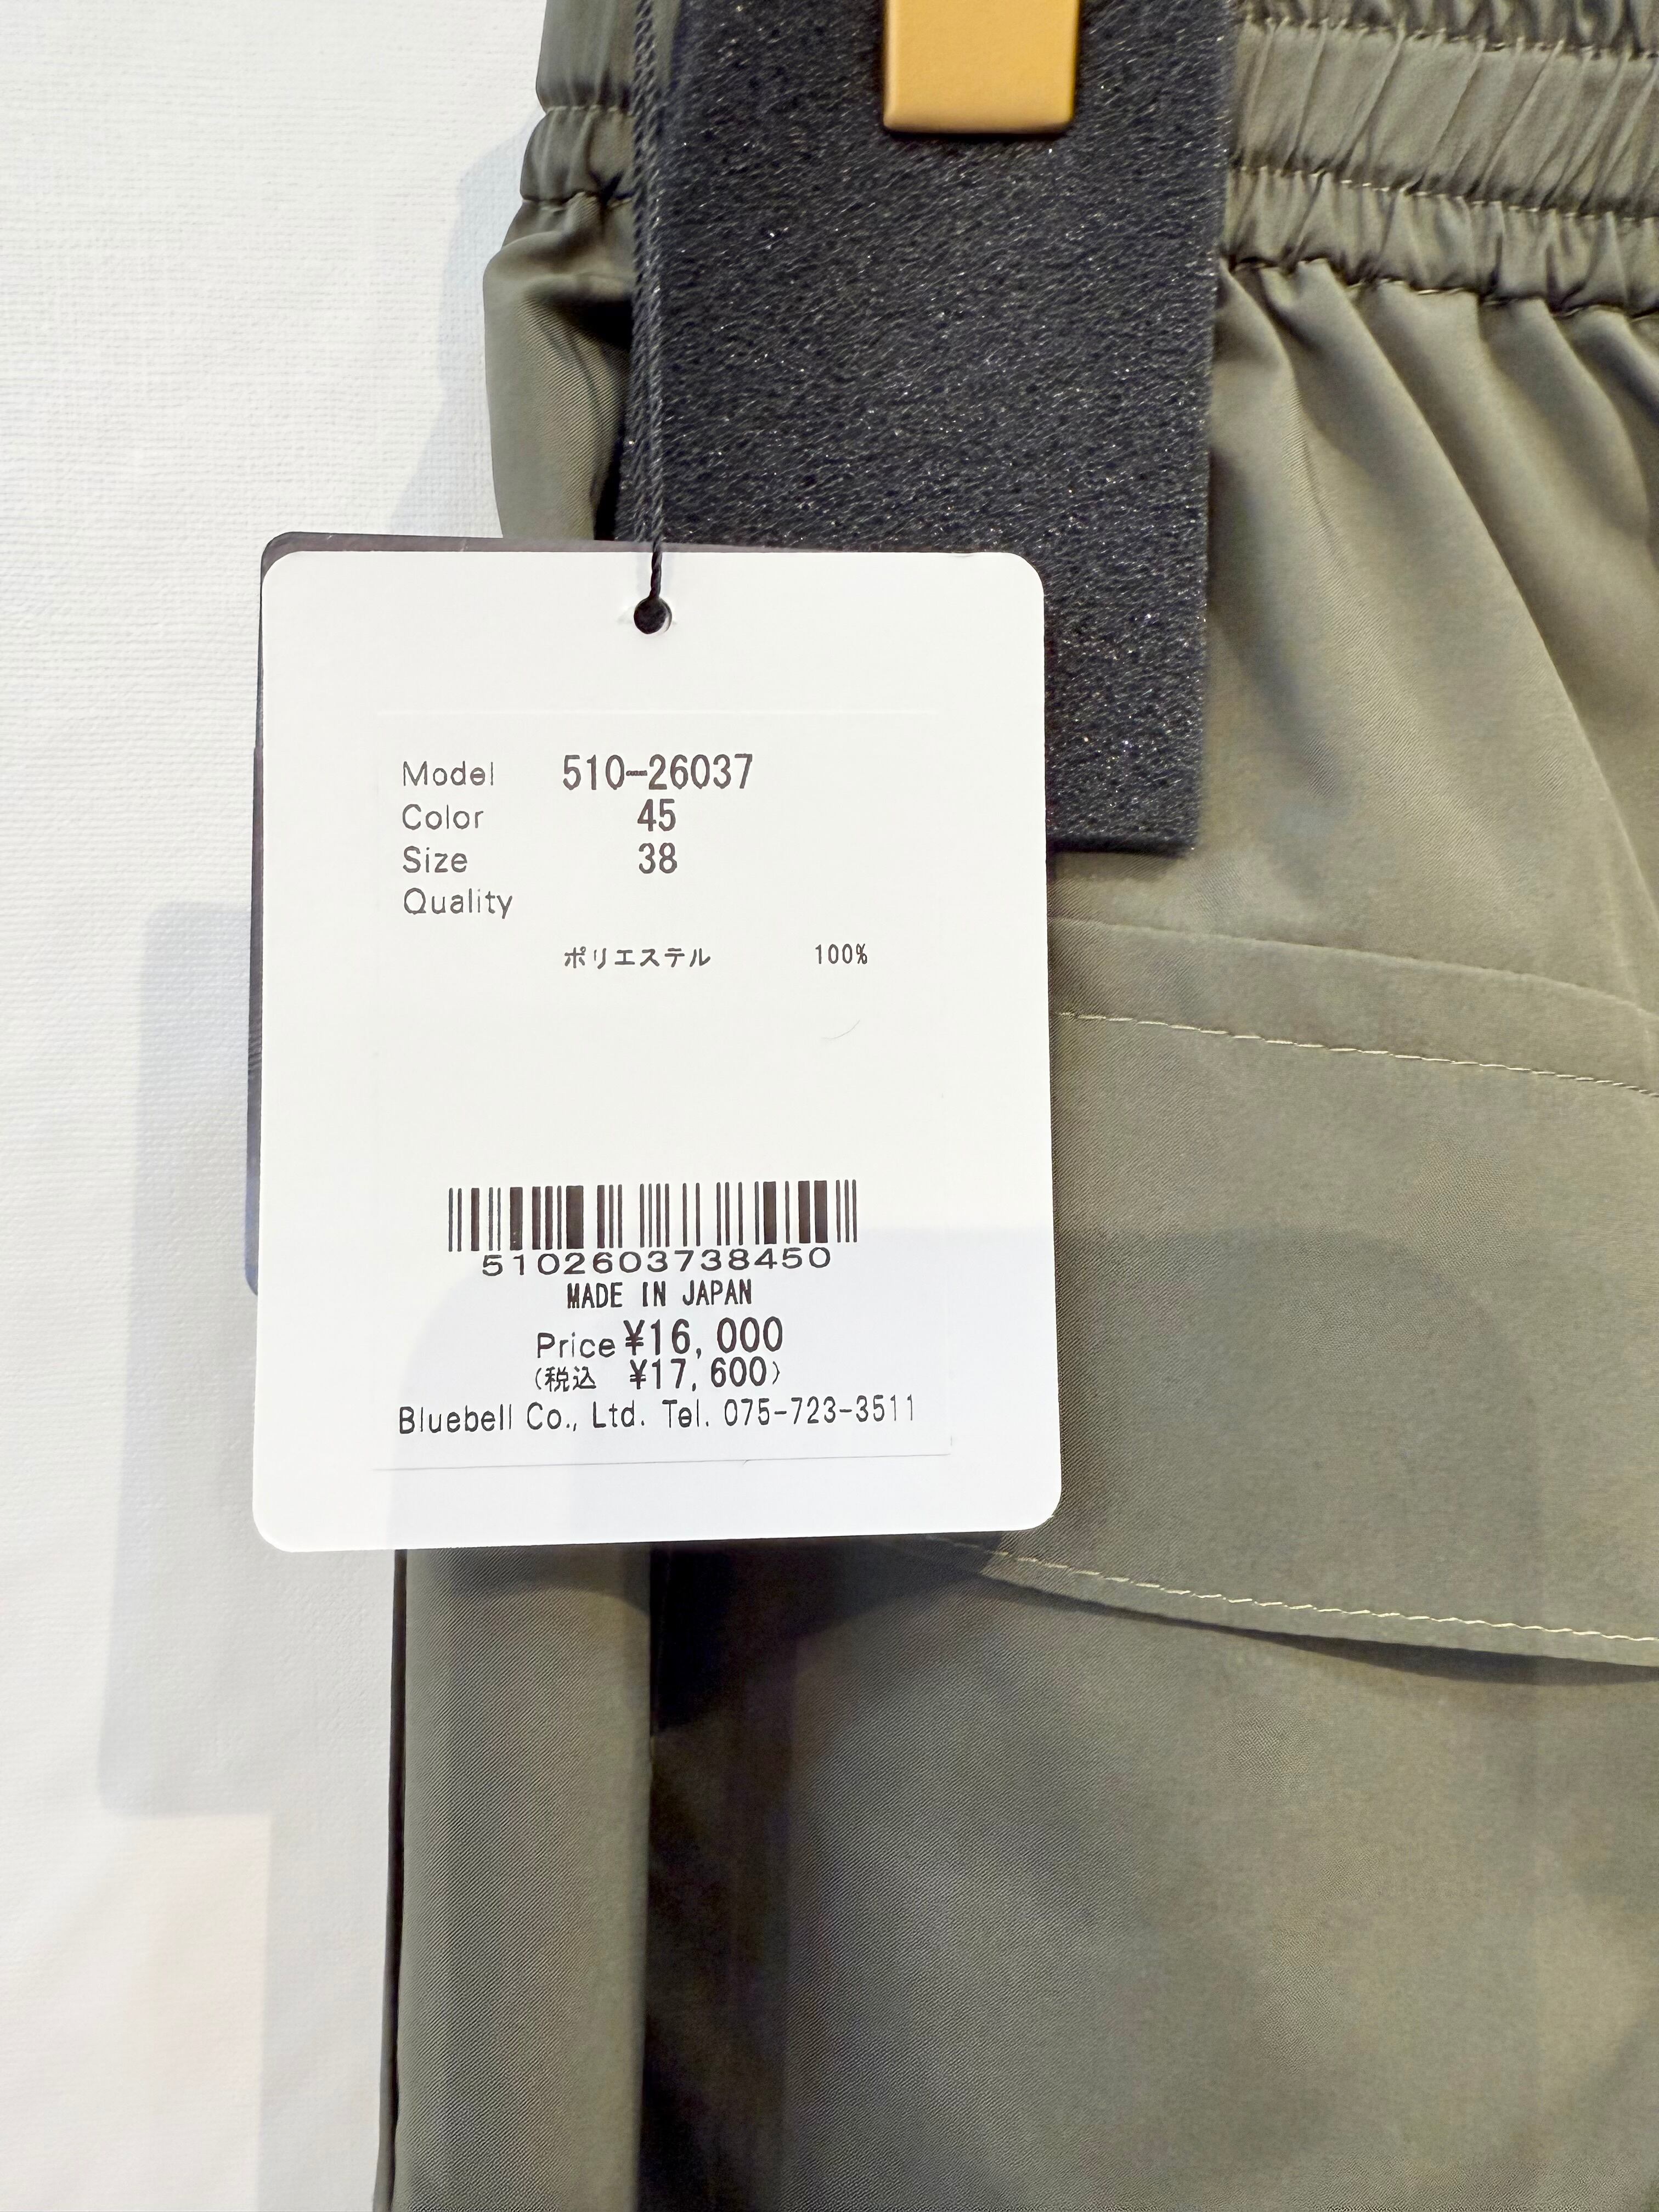 Model 510-26037
Color 45
Size 38
Quality
ポリエステル 100%
5102603738450
MADE IN JAPAN
Price ¥16,000
(税込 ¥17,600)
Bluebell Co., Ltd. Tel. 075-723-3511